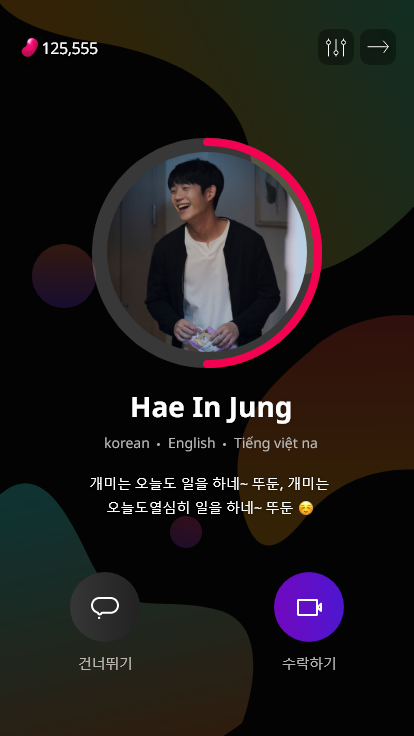 125,555
Hae In Jung
korean • English • Tiếng việt na
개미는 오늘도 일을 하네~ 뚜둔, 개미는
오늘도열심히 일을 하네~ 뚜둔 ☺️
건너뛰기
수락하기